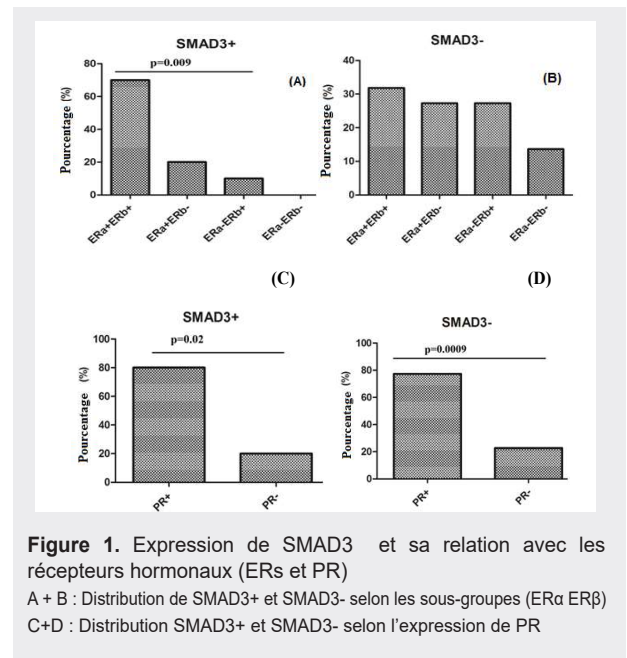 SMAD3+
p=0.009
(A)
Pourcentage (%)
80
60
40
20
0
ERa+ERb+
ERa+ERb-
ERa-ERb+
ERa-ERb-
SMAD3-
(B)
Pourcentage (%)
40
30
20
10
0
ERa+ERb+
ERa+ERb-
ERa-ERb+
ERa-ERb-
(C)
(D)
SMAD3+
p=0.02
Pourcentage (%)
100
80
60
40
20
0
PR+
PR-
SMAD3-
p=0.0009
Pourcentage (%)
100
80
60
40
20
0
PR+
PR-
Figure 1. Expression de SMAD3 et sa relation avec les
récepteurs hormonaux (ERs et PR)
A + B : Distribution de SMAD3+ et SMAD3- selon les sous-groupes (ERα ERβ)
C+D : Distribution SMAD3+ et SMAD3- selon l'expression de PR